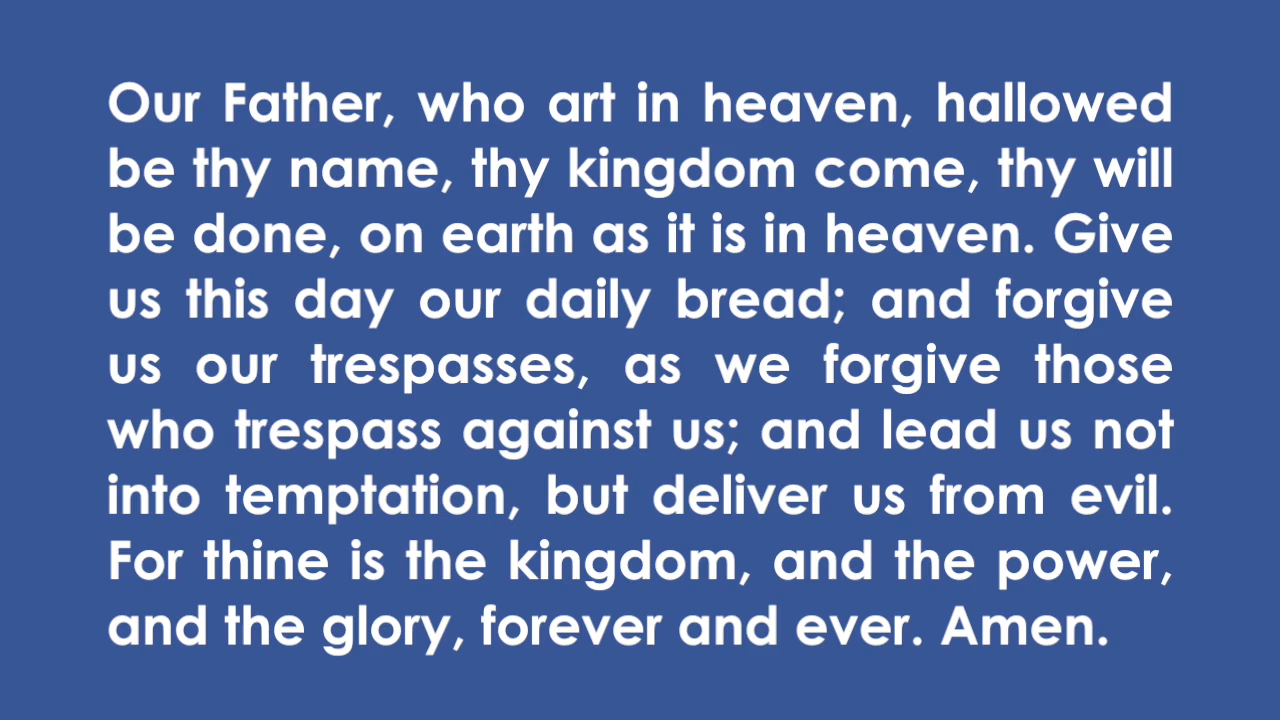 Our Father, who art in heaven, hallowed
be thy name, thy kingdom come, thy will
be done, on earth as it is in heaven. Give
us this day our daily bread; and forgive
us our trespasses, as we forgive those
who trespass against us; and lead us not
into temptation, but deliver us from evil.
For thine is the kingdom, and the power,
and the glory, forever and ever. Amen.